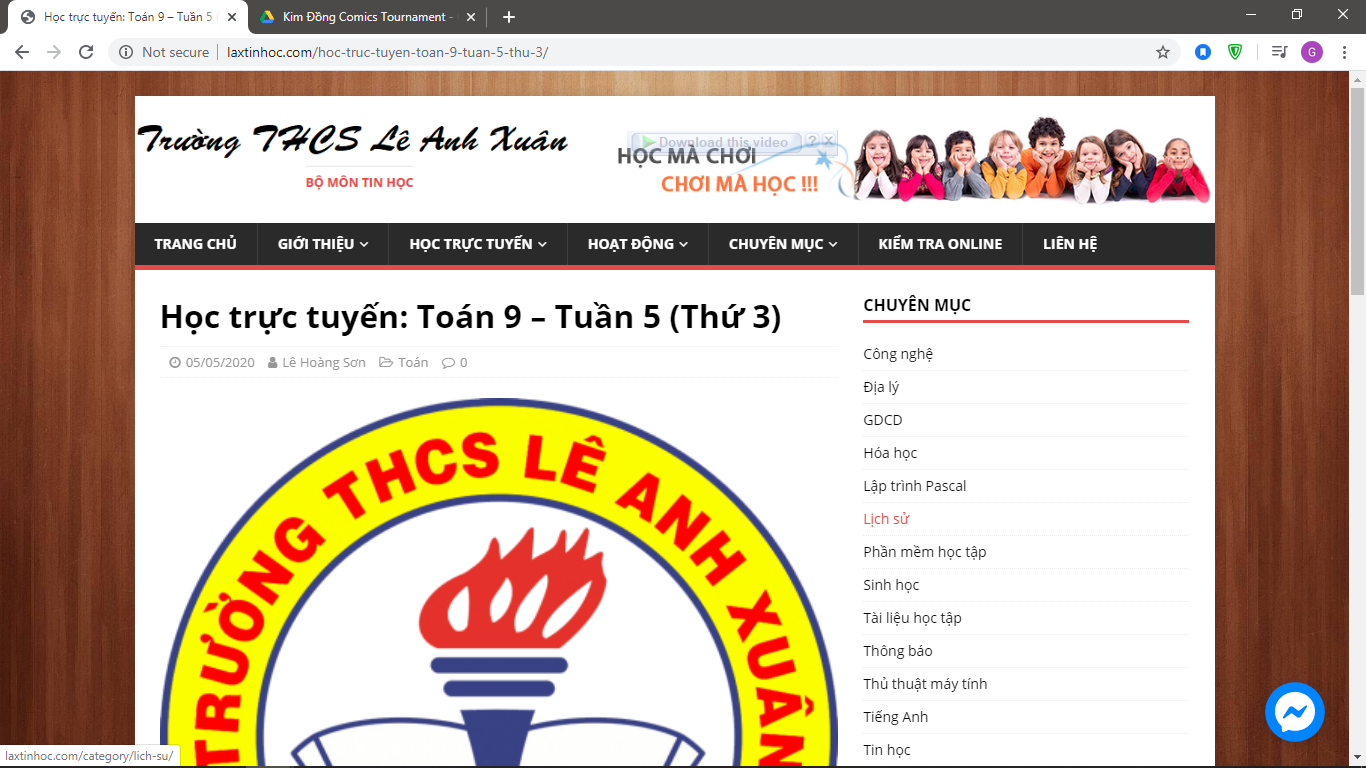 Học trực tuyến: Toán 9 – Tuần 5
Kim Đồng Comics Tournament -
Not secure
laxtinhoc.com/hoc-truc-tuyen-toan-9-tuan-5-thu-3/
G
Trường THCS Lê Anh Xuân
BỘ MÔN TIN HỌC
Download this video
HỌC MÀ CHƠI
CHƠI MÀ HỌC !!!
TRANG CHỦ
GIỚI THIỆU
HỌC TRỰC TUYẾN
HOẠT ĐỘNG
CHUYÊN MỤC
KIỂM TRA ONLINE
LIÊN HỆ
Học trực tuyến: Toán 9 – Tuần 5 (Thứ 3)
05/05/2020 Lê Hoàng Sơn Toán 0
TRƯỜNG THCS LÊ ANH XUÂN
CHUYÊN MỤC
Công nghệ
Địa lý
GDCD
Hóa học
Lập trình Pascal
Lịch sử
Phần mềm học tập
Sinh học
Tài liệu học tập
Thông báo
Thủ thuật máy tính
Tiếng Anh
Tin học
laxtinhoc.com/category/lich-su/